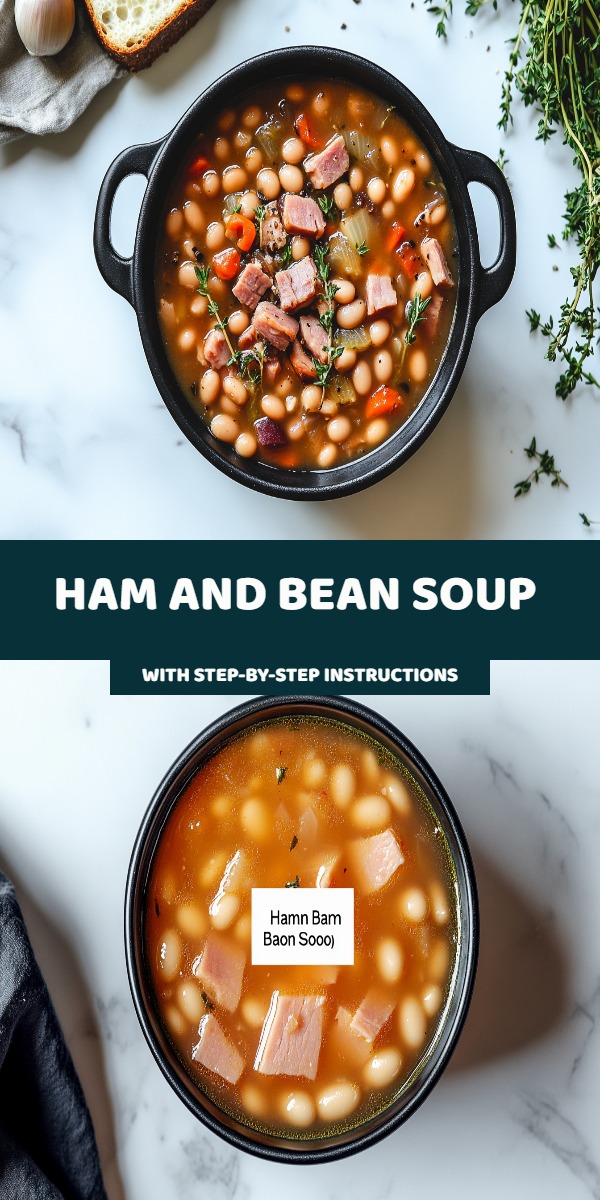 HAM AND BEAN SOUP
WITH STEP-BY-STEP INSTRUCTIONS
Hamn Bam
Baon Sooo)